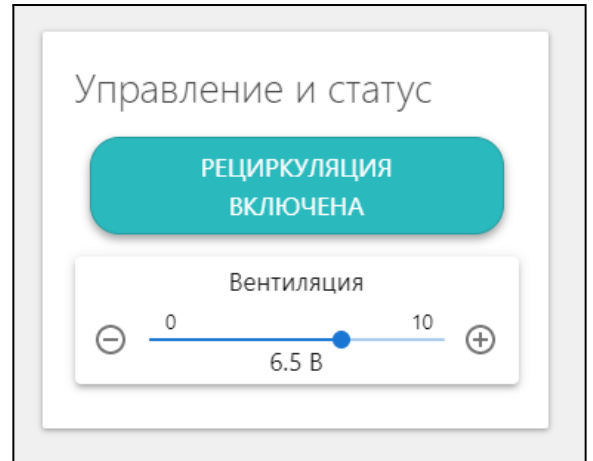 Управление и статус
РЕЦИРКУЛЯЦИЯ
ВКЛЮЧЕНА
Вентиляция
0 10
6.5 В